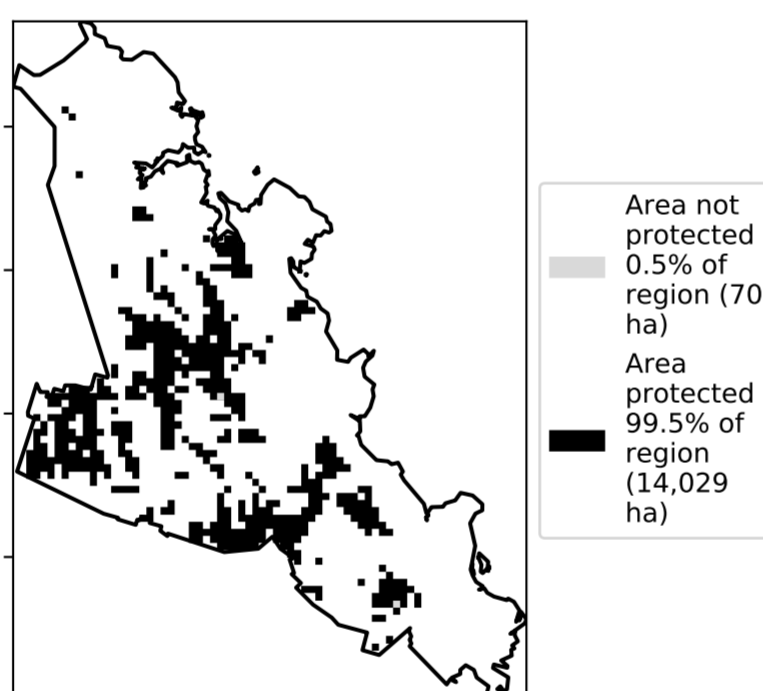 Area not
protected
0.5% of
region (70
ha)
Area
protected
99.5% of
region
(14,029
ha)